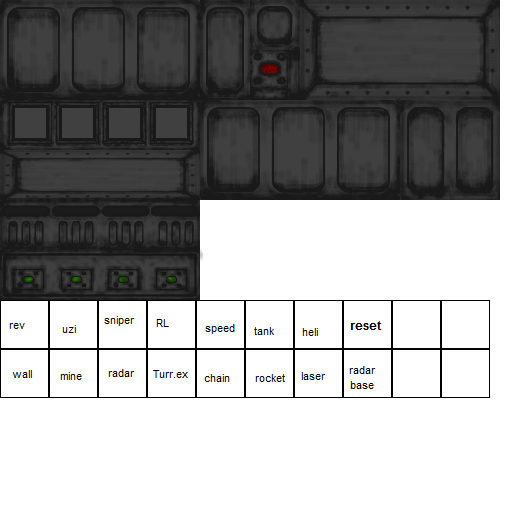 rev uzi sniper RL speed tank heli reset
wall mine radar Turr.ex chain rocket laser radar
base